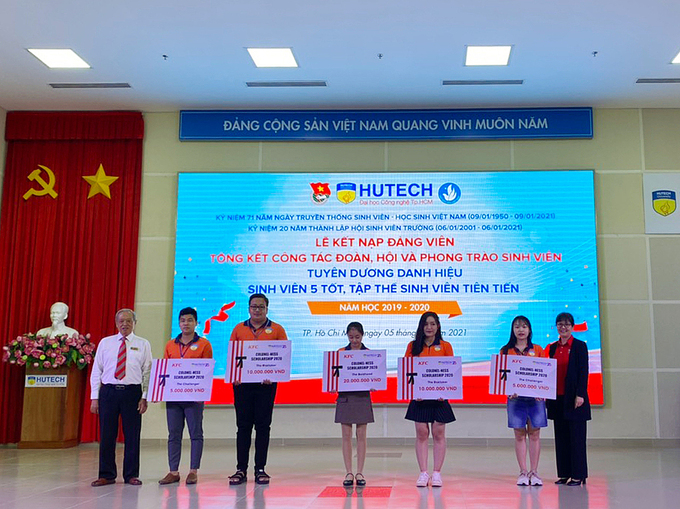 ĐẢNG CỘNG SẢN VIỆT NAM QUANG VINH MUÔN NĂM
HUTECH
Đại học Công nghệ Tp.HCM
KỶ NIỆM 71 NĂM NGÀY TRUYỀN THỐNG SINH VIÊN - HỌC SINH VIỆT NAM (09/01/1950 - 09/01/2021)
KỶ NIỆM 20 NĂM THÀNH LẬP HỘI SINH VIÊN TRƯỜNG (06/01/2001 - 06/01/2021)
LỄ KẾT NẠP ĐẢNG VIÊN
TỔNG KẾT CÔNG TÁC ĐOÀN, HỘI VÀ PHONG TRÀO SINH VIÊN
TUYÊN DƯƠNG DANH HIỆU
SINH VIÊN 5 TỐT, TẬP THỂ SINH VIÊN TIÊN TIẾN
NĂM HỌC 2019 - 2020
TP. Hồ Chí M ngày 05 thán 2021
HUTECH
KFC
COLONEL-NESS
SCHOLARSHIP 2020
The Challenger
5.000.000 VND
KFC
COLONEL-NESS
SCHOLARSHIP 2020
10.000.000 VND
KFC
COLONEL-NESS
SCHOLARSHIP 2020
20.000.000 VND
KFC
COLONEL-NESS
SCHOLARSHIP 2020
10.000.000 VND
KFC
COLONEL-NESS
SCHOLARSHIP 2020
The Challenger
5.000.000 VND